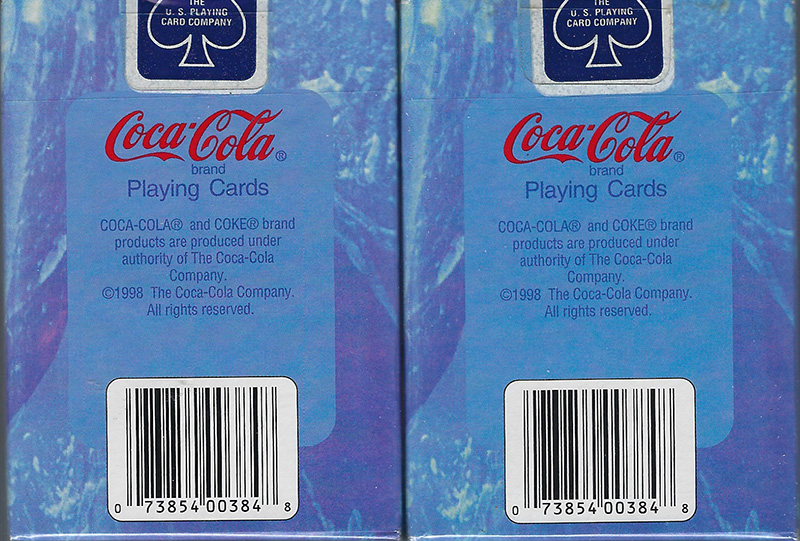 THE
U. S. PLAYING
CARD COMPANY
Coca-Cola®
brand
Playing Cards
COCA-COLA® and COKE® brand
products are produced under
authority of The Coca-Cola
Company.
©1998 The Coca-Cola Company.
All rights reserved.
0 73854 00384 8
THE
U. S. PLAYING
CARD COMPANY
Coca-Cola®
brand
Playing Cards
COCA-COLA® and COKE® brand
products are produced under
authority of The Coca-Cola
Company.
©1998 The Coca-Cola Company.
All rights reserved.
0 73854 00384 8